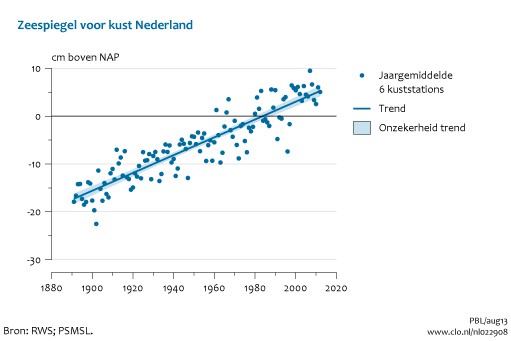 Zeespiegel voor kust Nederland
cm boven NAP
10
0
-10
-20
-30
1880 1900 1920 1940 1960 1980 2000 2020
Jaargemiddelde
6 kuststations
Trend
Onzekerheid trend
PBL/aug13
www.clo.nl/nl022908
Bron: RWS; PSMSL.